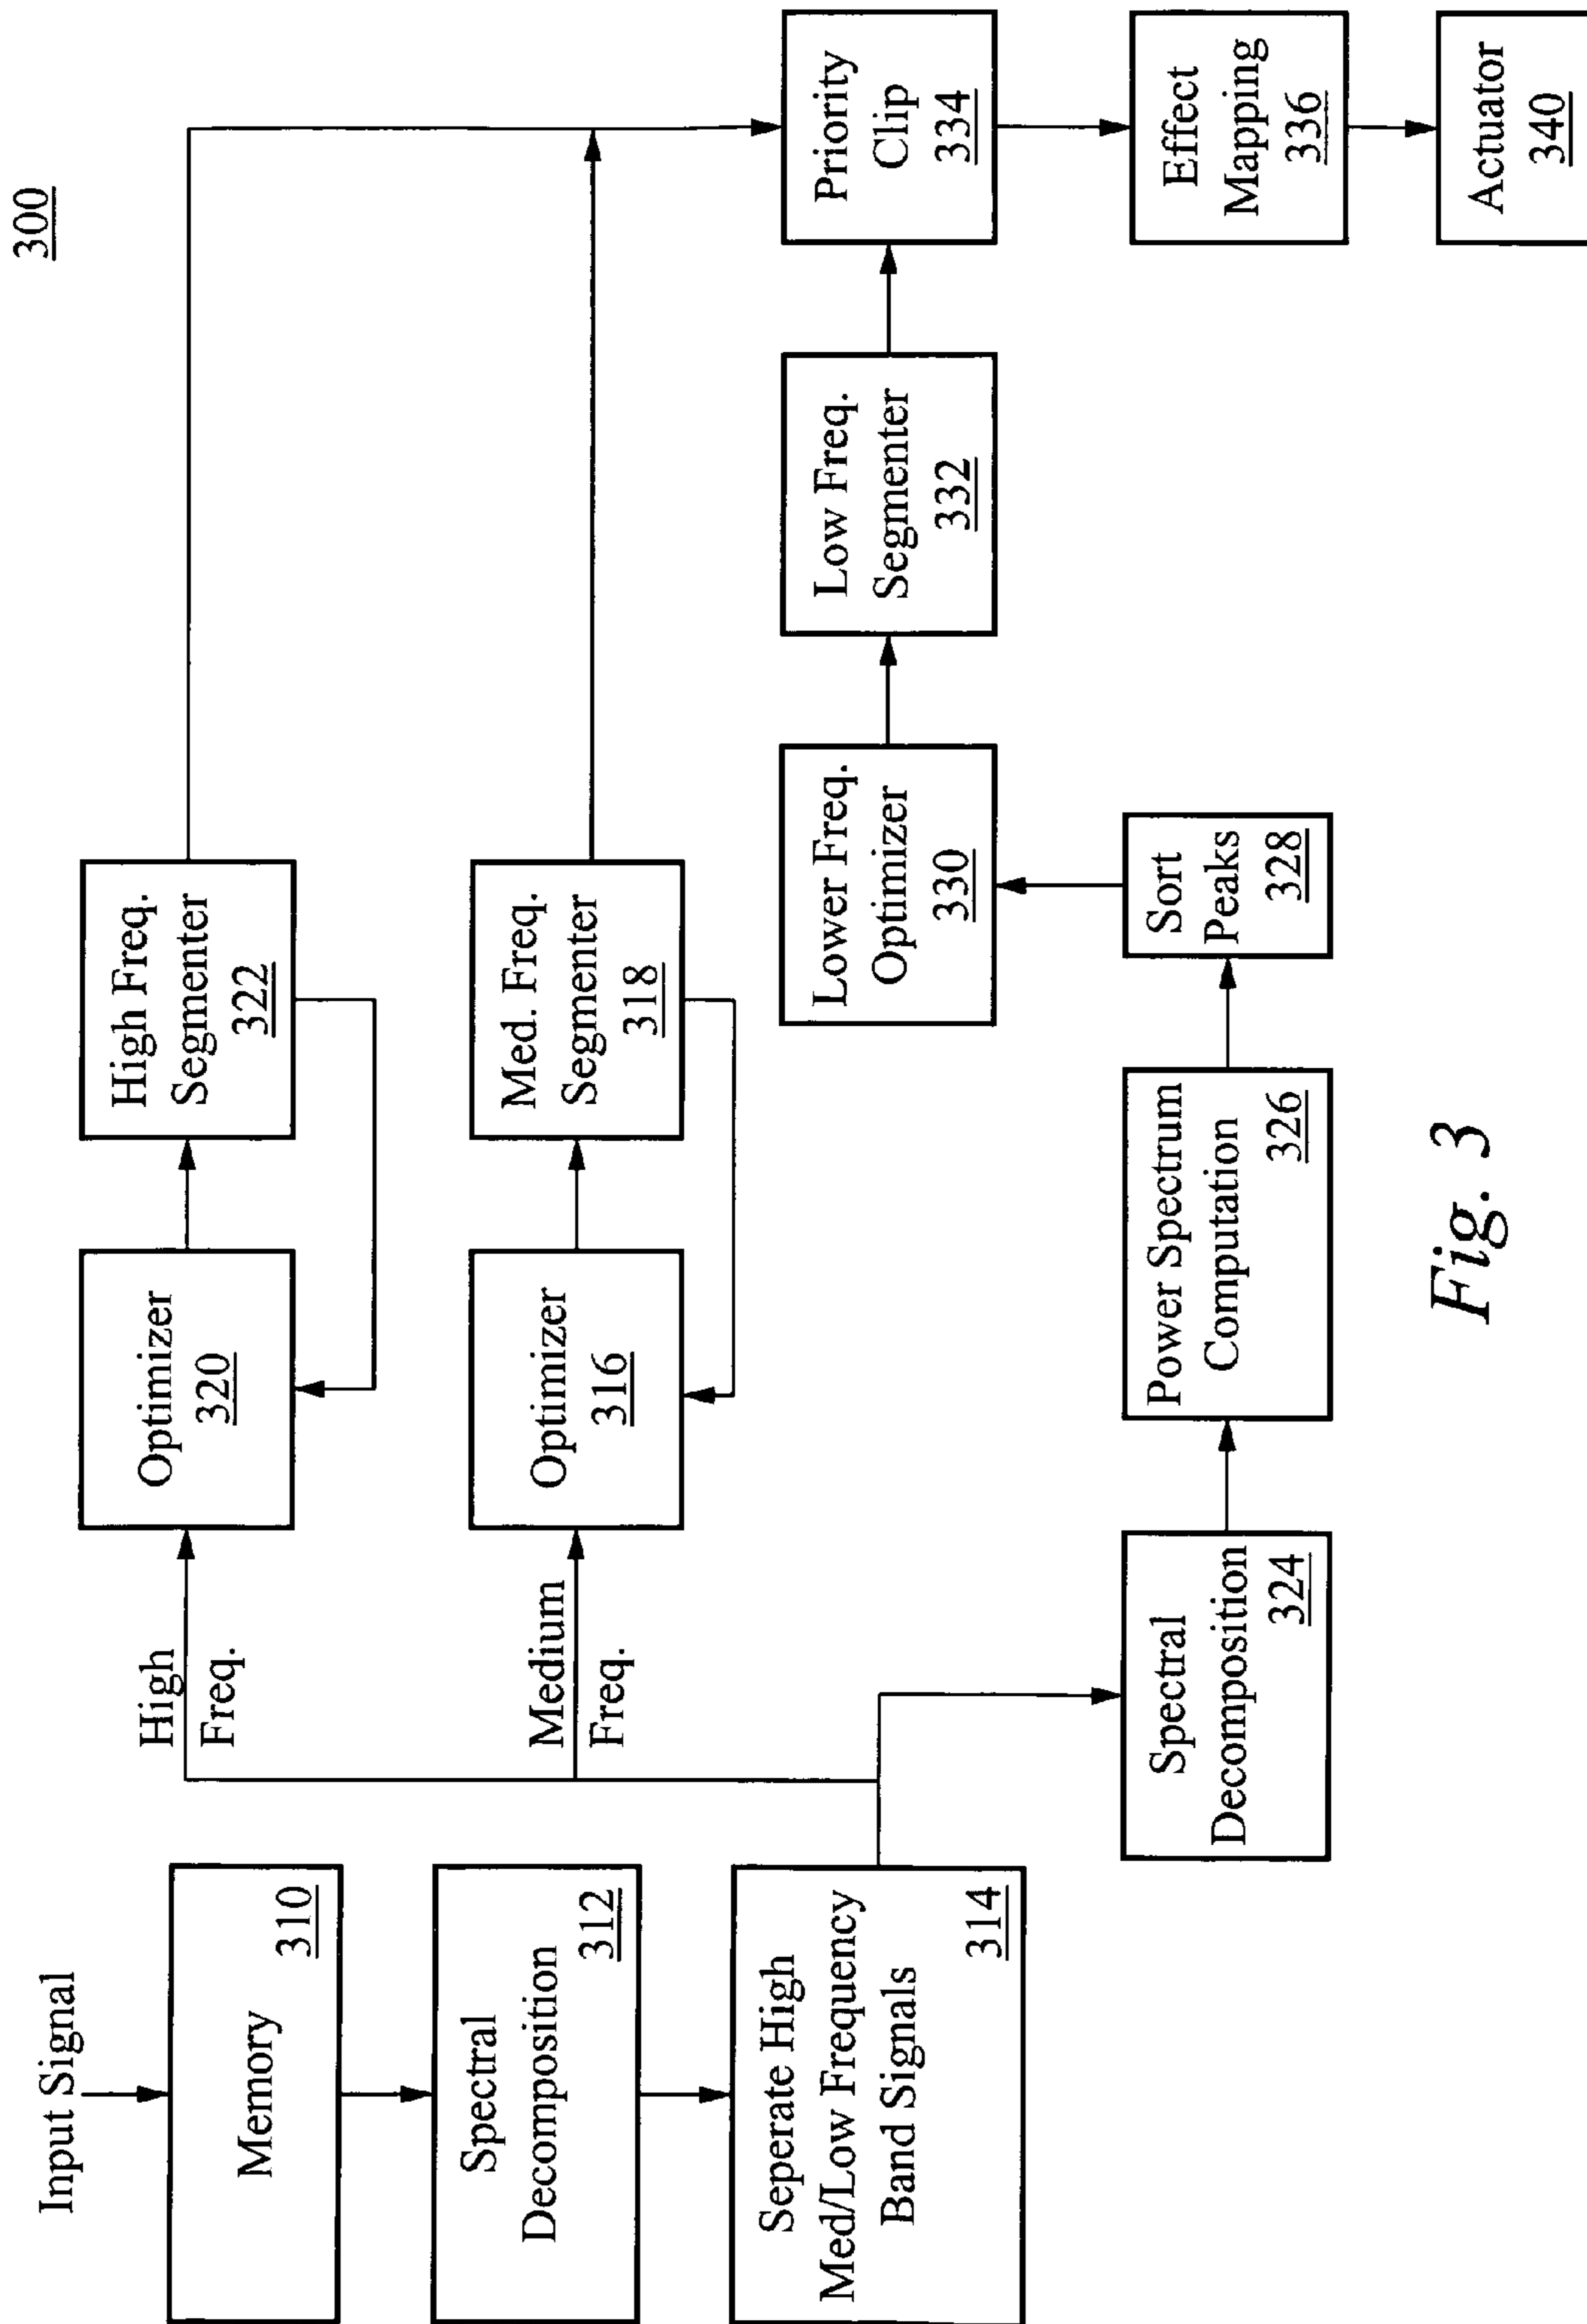 300
Input Signal
Memory
310
Spectral
Decomposition
312
Seperate High
Med/Low Frequency
Band Signals
314
High
Freq.
Optimizer
320
High Freq.
Segmenter
322
Medium
Freq.
Optimizer
316
Med. Freq.
Segmenter
318
Spectral
Decomposition
324
Power Spectrum
Computation
326
Sort
Peaks
328
Lower Freq.
Optimizer
330
Low Freq.
Segmenter
332
Priority
Clip
334
Effect
Mapping
336
Actuator
340
Fig. 3